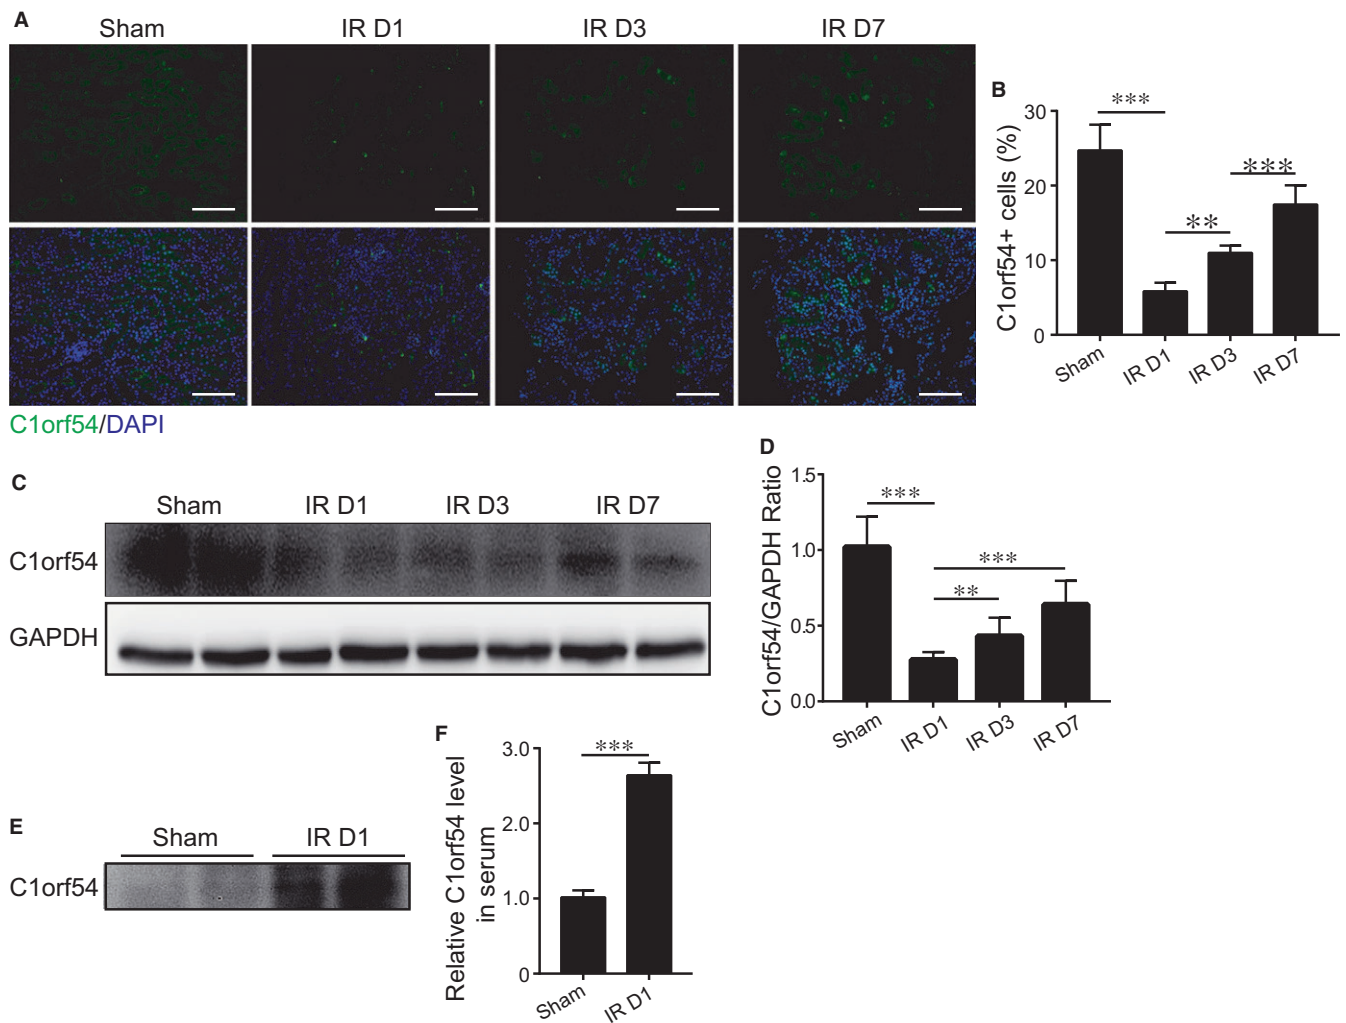 A
Sham IR D1 IR D3 IR D7
C1orf54/DAPI
B
C1orf54+ cells (%)
30
20
10
0
***
**
***
Sham IR D1 IR D3 IR D7
C
Sham IR D1 IR D3 IR D7
C1orf54
GAPDH
D
C1orf54/GAPDH Ratio
1.5
1.0
0.5
0.0
***
***
**
Sham IR D1 IR D3 IR D7
E
Sham IR D1
C1orf54
F
Relative C1orf54 level
in serum
3.0
2.0
1.0
0
***
Sham IR D1